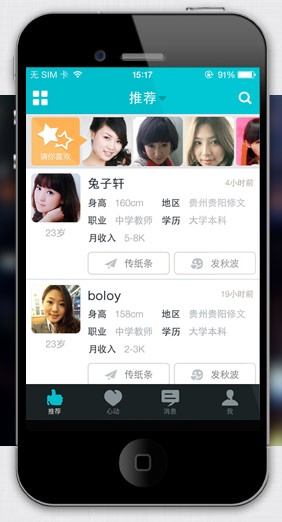 无 SIM 卡 15:17 91%
推荐
请你喜欢
兔子轩 4小时前
身高 160cm 地区 贵州贵阳修文
职业 中学教师 学历 大学本科
月收入 5-8K
23岁
传纸条 发秋波
boloy 19小时前
身高 158cm 地区 贵州贵阳修文
职业 中学教师 学历 大学本科
月收入 2-3K
23岁
传纸条 发秋波
推荐 心动 消息 我